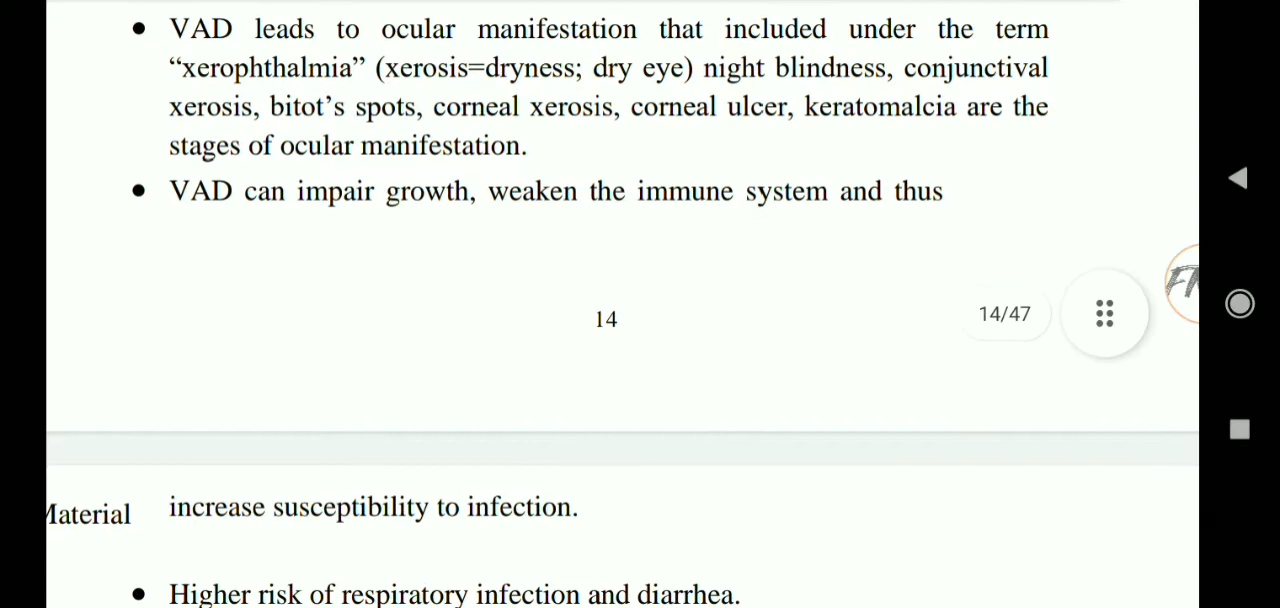 • VAD leads to ocular manifestation that included under the term
“xerophthalmia” (xerosis=dryness; dry eye) night blindness, conjunctival
xerosis, bitot’s spots, corneal xerosis, corneal ulcer, keratomalcia are the
stages of ocular manifestation.
• VAD can impair growth, weaken the immune system and thus
14
14/47
increase susceptibility to infection.
• Higher risk of respiratory infection and diarrhea.